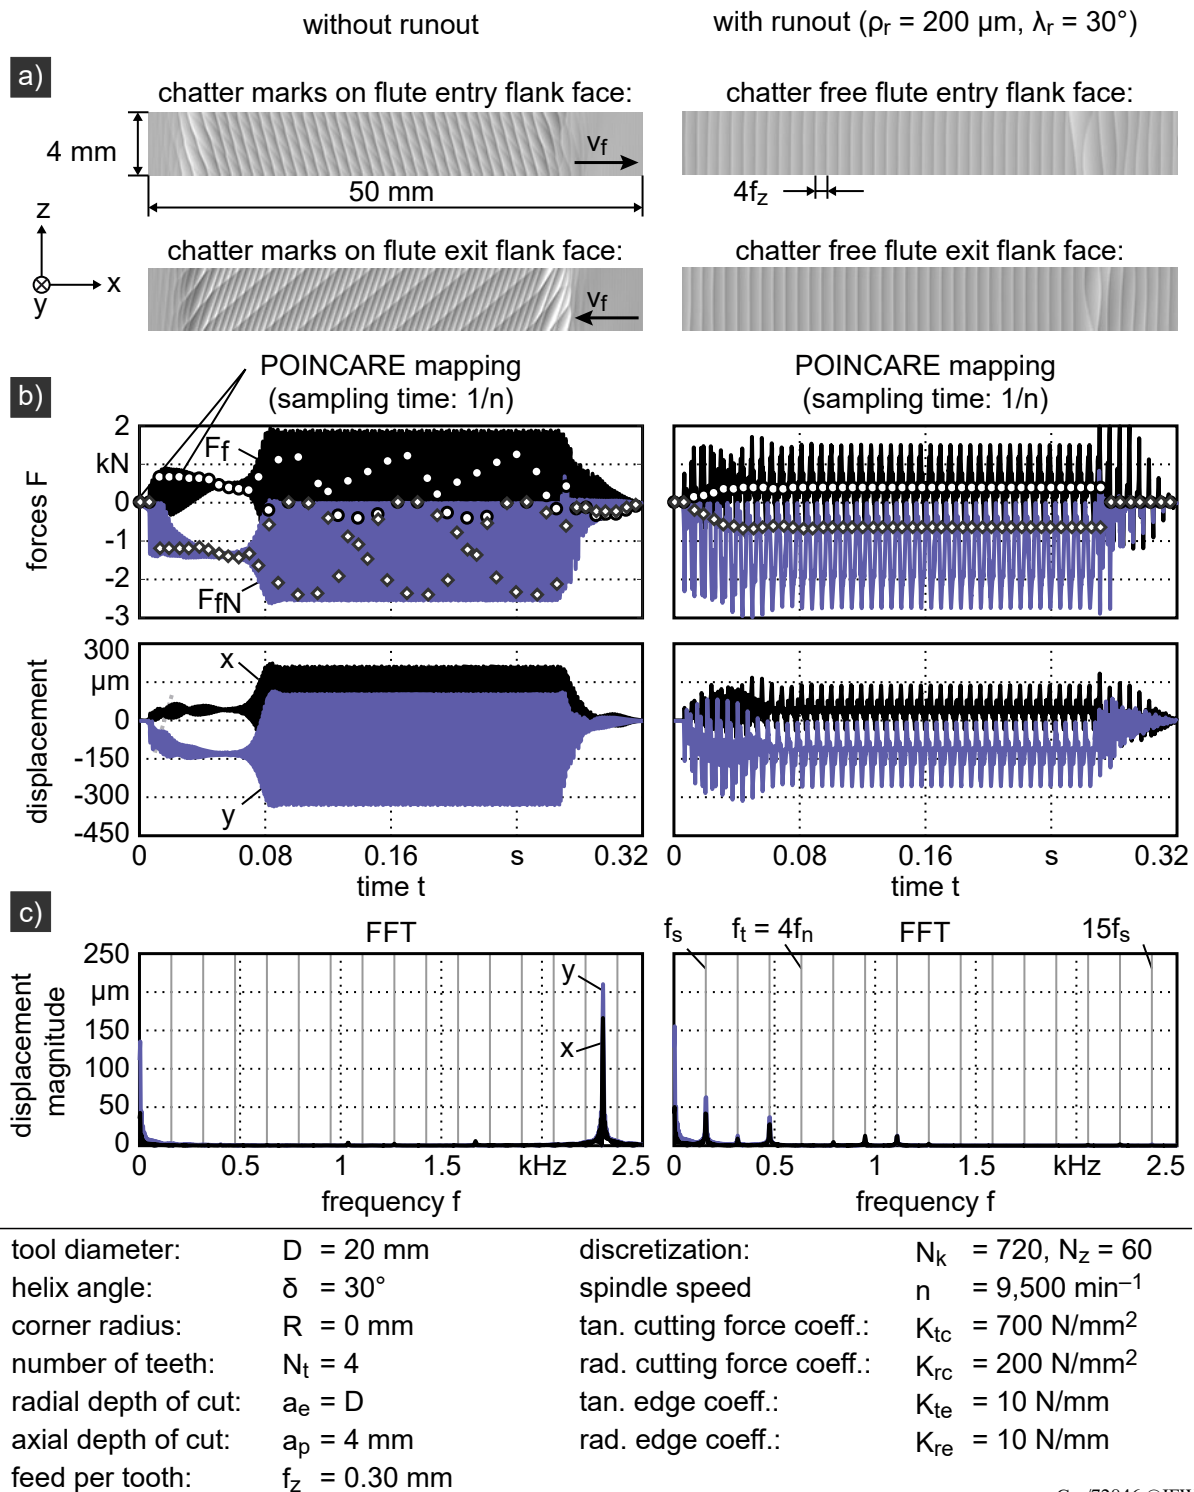 without runout
with runout (ρr = 200 µm, λr = 30°)
a)
chatter marks on flute entry flank face:
chatter free flute entry flank face:
4 mm
vf
50 mm
4fz
z
x
y
chatter marks on flute exit flank face:
chatter free flute exit flank face:
vf
b)
POINCARE mapping
(sampling time: 1/n)
POINCARE mapping
(sampling time: 1/n)
forces F
2
kN
0
-1
-2
-3
Ff
FfN
displacement
300
µm
0
-150
-300
-450
x
y
0 0.08 0.16 s 0.32
time t
0 0.08 0.16 s 0.32
time t
c)
FFT
fs
ft = 4fn
FFT
15fs
displacement
magnitude
250
µm
150
100
50
0
y
x
0 0.5 1 1.5 kHz 2.5
frequency f
0 0.5 1 1.5 kHz 2.5
frequency f
tool diameter: D = 20 mm
helix angle: δ = 30°
corner radius: R = 0 mm
number of teeth: Nt = 4
radial depth of cut: ae = D
axial depth of cut: ap = 4 mm
feed per tooth: fz = 0.30 mm
discretization: Nk = 720, Nz = 60
spindle speed n = 9,500 min–1
tan. cutting force coeff.: Ktc = 700 N/mm2
rad. cutting force coeff.: Krc = 200 N/mm2
tan. edge coeff.: Kte = 10 N/mm
rad. edge coeff.: Kre = 10 N/mm